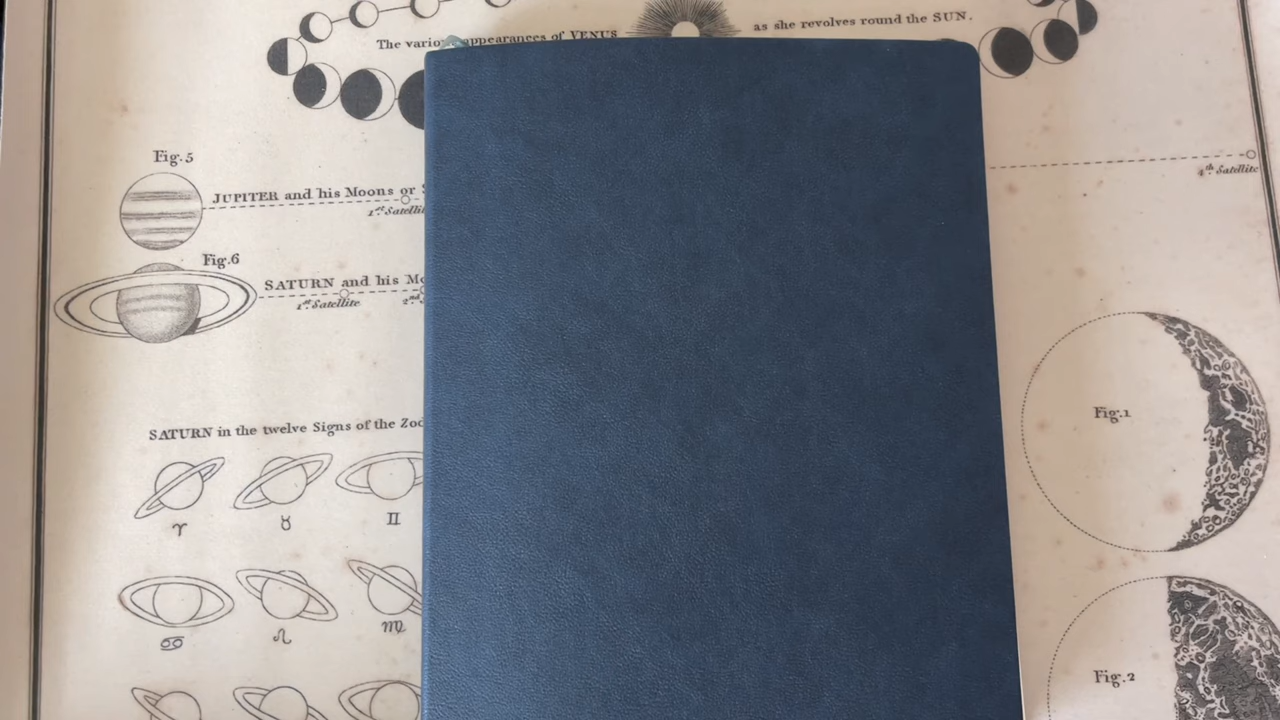 The various appearances of VENUS as she revolves round the SUN.
Fig.5
JUPITER and his Moons or
1st Satellite
4th Satellite
Fig.6
SATURN and his
1st Satellite
2nd
SATURN in the twelve Signs of the
♈ ♉ ♊
♋ ♌ ♍
Fig.1
Fig.2